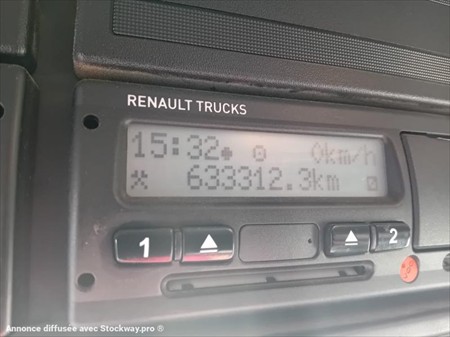 RENAULT TRUCKS
15:32 0km/h
633312.3km
1 2
Annonce diffusée avec Stockway.pro ®